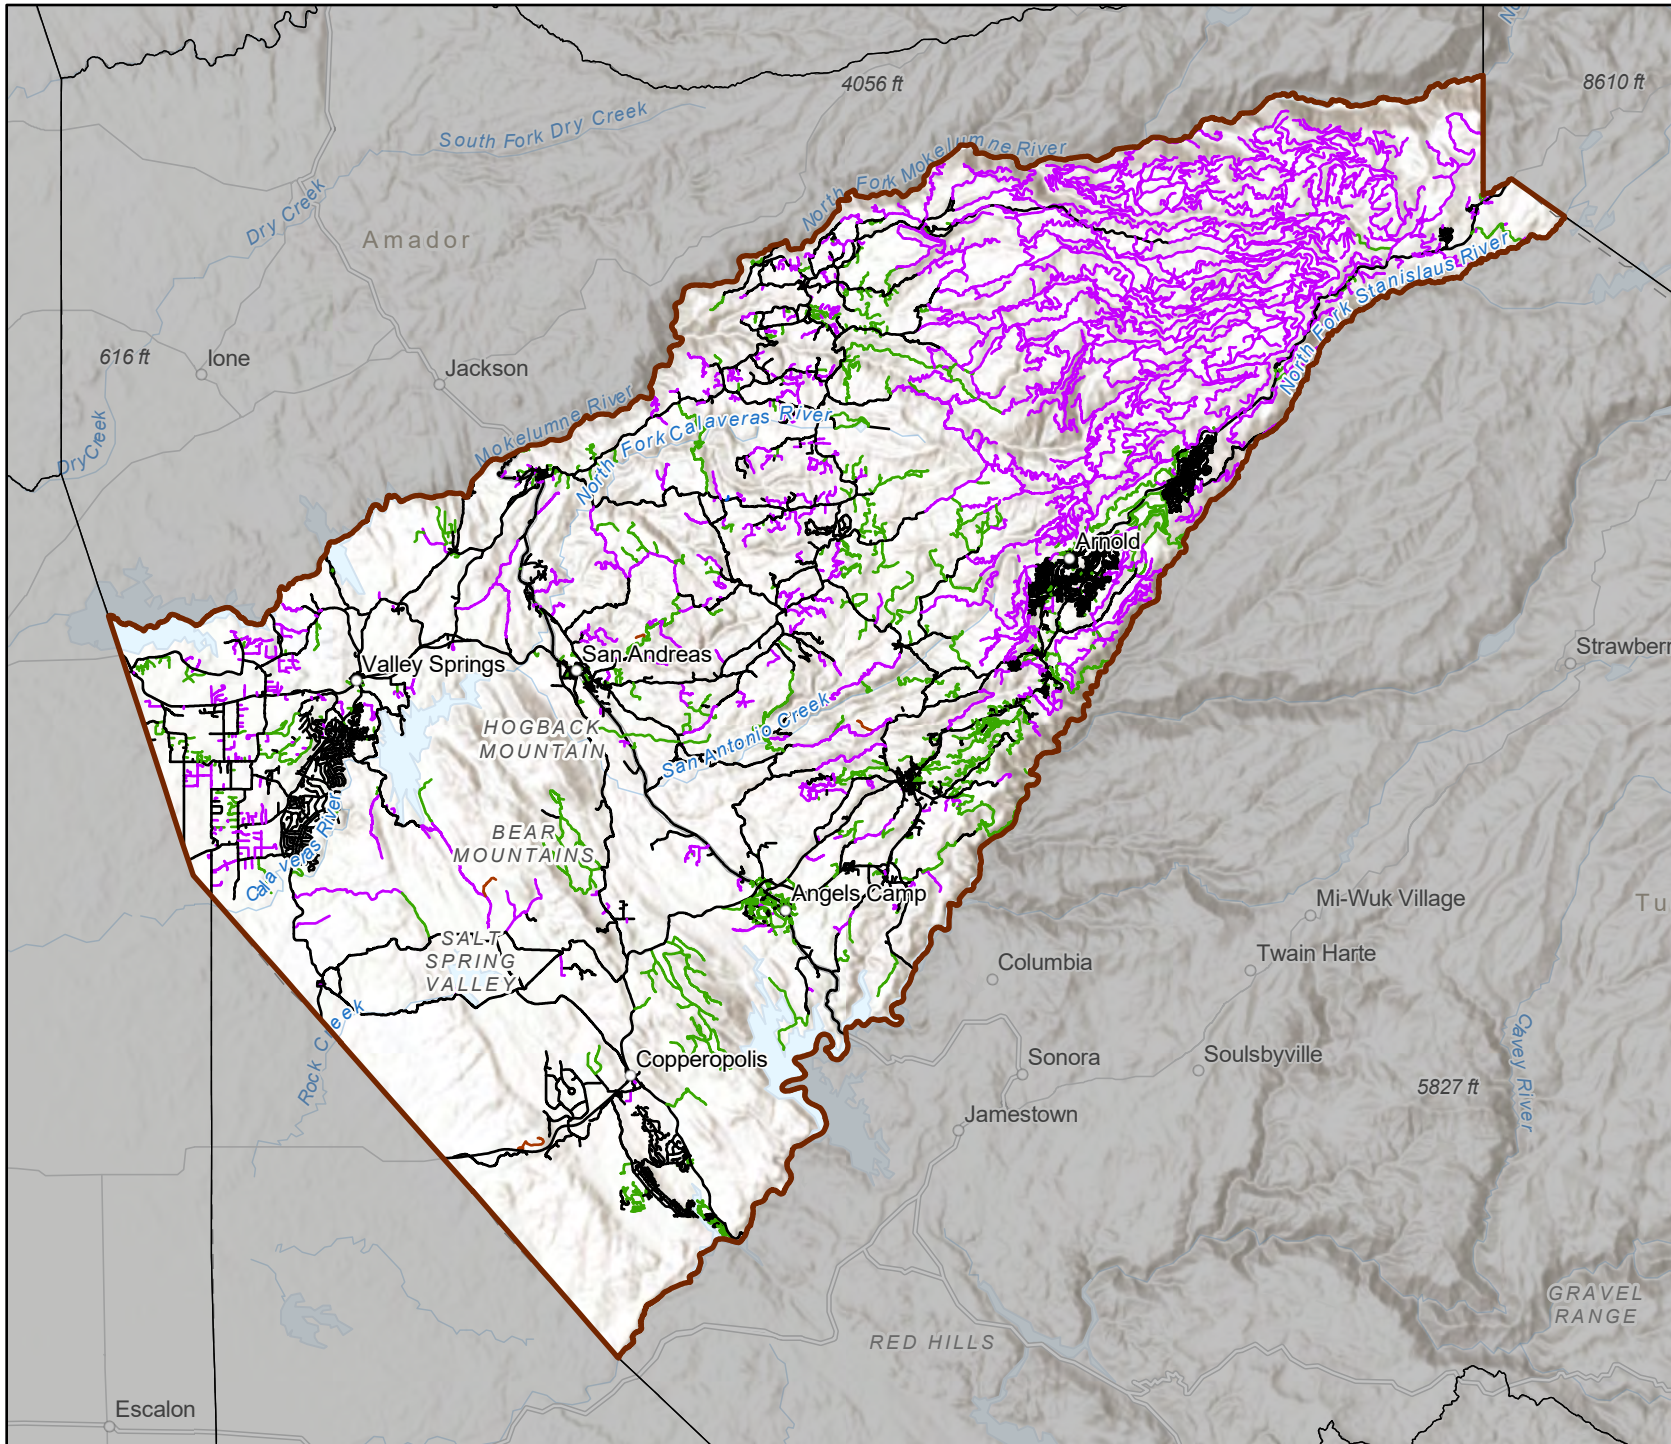 4056 ft
8610 ft
South Fork Dry Creek
North Fork Mokelumne River
Dry Creek
Amador
North Fork Stanislaus River
616 ft
Ione
Jackson
Mokelumne River
North Fork Calaveras River
Dry Creek
Arnold
Strawberr
San Andreas
Valley Springs
San Antonio Creek
HOGBACK
MOUNTAIN
Calaveras River
BEAR
MOUNTAINS
Angels Camp
Mi-Wuk Village
Tu
SALT
SPRING
VALLEY
Columbia
Twain Harte
Rock Creek
Copperopolis
Sonora
Soulsbyville
Cavey River
5827 ft
Jamestown
GRAVEL
RANGE
RED HILLS
Escalon